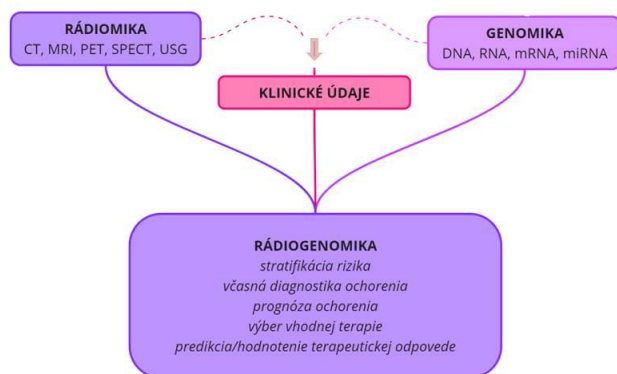 RÁDIOMIKA
CT, MRI, PET, SPECT, USG
GENOMIKA
DNA, RNA, mRNA, miRNA
KLINICKÉ ÚDAJE
RÁDIOGENOMIKA
stratifikácia rizika
včasná diagnostika ochorenia
prognóza ochorenia
výber vhodnej terapie
predikcia/hodnotenie terapeutickej odpovede